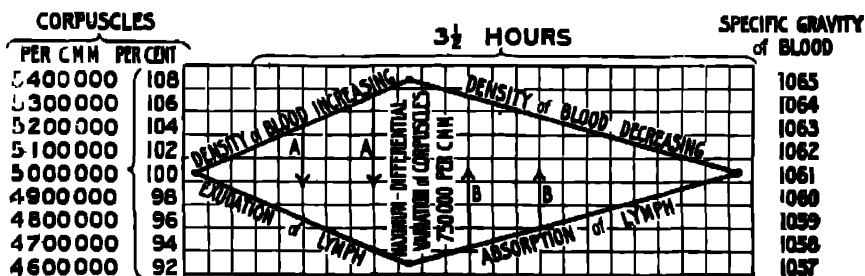 CORPUSCLES
3½ HOURS
SPECIFIC GRAVITY
of BLOOD
PER CMM PER CENT
5400000 108 1065
5300000 106 1064
5200000 104 1063
5100000 102 1062
5000000 100 1061
4900000 98 1060
4800000 96 1059
4700000 94 1058
4600000 92 1057
DENSITY of BLOOD INCREASING
DENSITY of BLOOD DECREASING
A A
MAXIMUM-DIFFERENTIAL
VARIATION of CORPUSCLES
750000 PER CMM
B B
EXUDATION of LYMPH
ABSORPTION of LYMPH